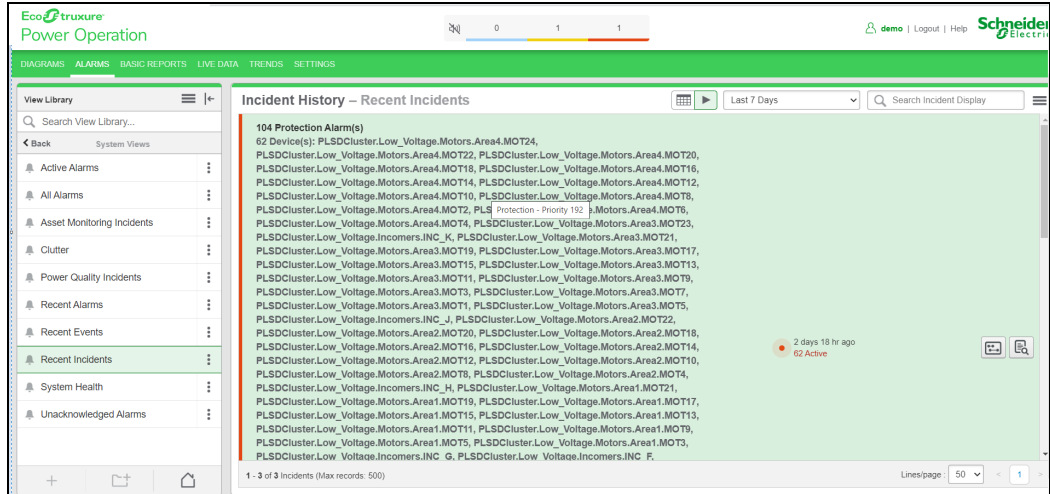 EcoStruxure
Power Operation
0 1 1
demo | Logout | Help
Schneider
Electric
DIAGRAMS ALARMS BASIC REPORTS LIVE DATA TRENDS SETTINGS
View Library
Search View Library...
Back System Views
Active Alarms
All Alarms
Asset Monitoring Incidents
Clutter
Power Quality Incidents
Recent Alarms
Recent Events
Recent Incidents
System Health
Unacknowledged Alarms
Incident History – Recent Incidents
Last 7 Days
Search Incident Display
104 Protection Alarm(s)
62 Device(s): PLSDCluster.Low_Voltage.Motors.Area4.MOT24,
PLSDCluster.Low_Voltage.Motors.Area4.MOT22, PLSDCluster.Low_Voltage.Motors.Area4.MOT20,
PLSDCluster.Low_Voltage.Motors.Area4.MOT18, PLSDCluster.Low_Voltage.Motors.Area4.MOT16,
PLSDCluster.Low_Voltage.Motors.Area4.MOT14, PLSDCluster.Low_Voltage.Motors.Area4.MOT12,
PLSDCluster.Low_Voltage.Motors.Area4.MOT10, PLSDCluster.Low_Voltage.Motors.Area4.MOT8,
PLSDCluster.Low_Voltage.Motors.Area4.MOT2, PLS Protection - Priority 192 e.Motors.Area4.MOT6,
PLSDCluster.Low_Voltage.Motors.Area4.MOT4, PLSDCluster.Low_Voltage.Motors.Area3.MOT23,
PLSDCluster.Low_Voltage.Incomers.INC_K, PLSDCluster.Low_Voltage.Motors.Area3.MOT21,
PLSDCluster.Low_Voltage.Motors.Area3.MOT19, PLSDCluster.Low_Voltage.Motors.Area3.MOT17,
PLSDCluster.Low_Voltage.Motors.Area3.MOT15, PLSDCluster.Low_Voltage.Motors.Area3.MOT13,
PLSDCluster.Low_Voltage.Motors.Area3.MOT11, PLSDCluster.Low_Voltage.Motors.Area3.MOT9,
PLSDCluster.Low_Voltage.Motors.Area3.MOT3, PLSDCluster.Low_Voltage.Motors.Area3.MOT7,
PLSDCluster.Low_Voltage.Motors.Area3.MOT1, PLSDCluster.Low_Voltage.Motors.Area3.MOT5,
PLSDCluster.Low_Voltage.Incomers.INC_J, PLSDCluster.Low_Voltage.Motors.Area2.MOT22,
PLSDCluster.Low_Voltage.Motors.Area2.MOT20, PLSDCluster.Low_Voltage.Motors.Area2.MOT18,
PLSDCluster.Low_Voltage.Motors.Area2.MOT16, PLSDCluster.Low_Voltage.Motors.Area2.MOT14,
PLSDCluster.Low_Voltage.Motors.Area2.MOT12, PLSDCluster.Low_Voltage.Motors.Area2.MOT10,
PLSDCluster.Low_Voltage.Motors.Area2.MOT8, PLSDCluster.Low_Voltage.Motors.Area2.MOT4,
PLSDCluster.Low_Voltage.Incomers.INC_H, PLSDCluster.Low_Voltage.Motors.Area1.MOT21,
PLSDCluster.Low_Voltage.Motors.Area1.MOT19, PLSDCluster.Low_Voltage.Motors.Area1.MOT17,
PLSDCluster.Low_Voltage.Motors.Area1.MOT15, PLSDCluster.Low_Voltage.Motors.Area1.MOT13,
PLSDCluster.Low_Voltage.Motors.Area1.MOT11, PLSDCluster.Low_Voltage.Motors.Area1.MOT9,
PLSDCluster.Low_Voltage.Motors.Area1.MOT5, PLSDCluster.Low_Voltage.Motors.Area1.MOT3,
PLSDCluster.Low_Voltage.Incomers.INC_G, PLSDCluster.Low_Voltage.Incomers.INC_F,
2 days 18 hr ago
62 Active
1 - 3 of 3 Incidents (Max records: 500)
Lines/page : 50 < 1 >